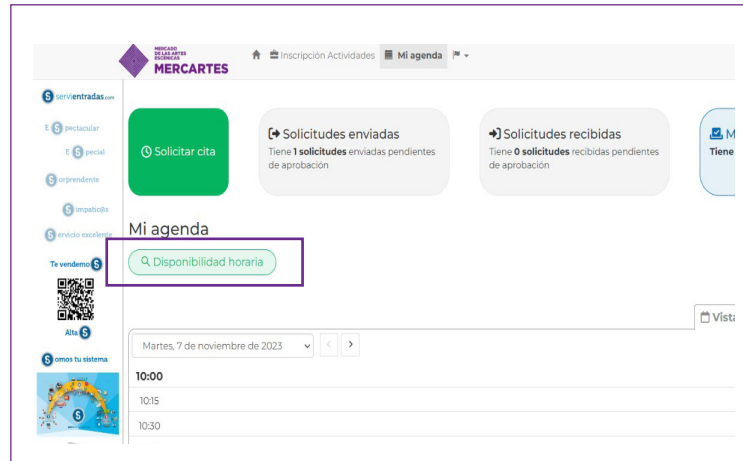 MERCADO
DE LAS ARTES
ESCÉNICAS
MERCARTES
Inscripción Actividades
Mi agenda
servientradas.com
E S pectacular
E S pecial
S orprendente
S impatic@s
S ervicio excelente
Te vendemo S
Alta S
S omos tu sistema
S
Solicitar cita
Solicitudes enviadas
Tiene 1 solicitudes enviadas pendientes
de aprobación
Solicitudes recibidas
Tiene 0 solicitudes recibidas pendientes
de aprobación
M
Tiene
Mi agenda
Disponibilidad horaria
Vista
Martes, 7 de noviembre de 2023
10:00
10:15
10:30